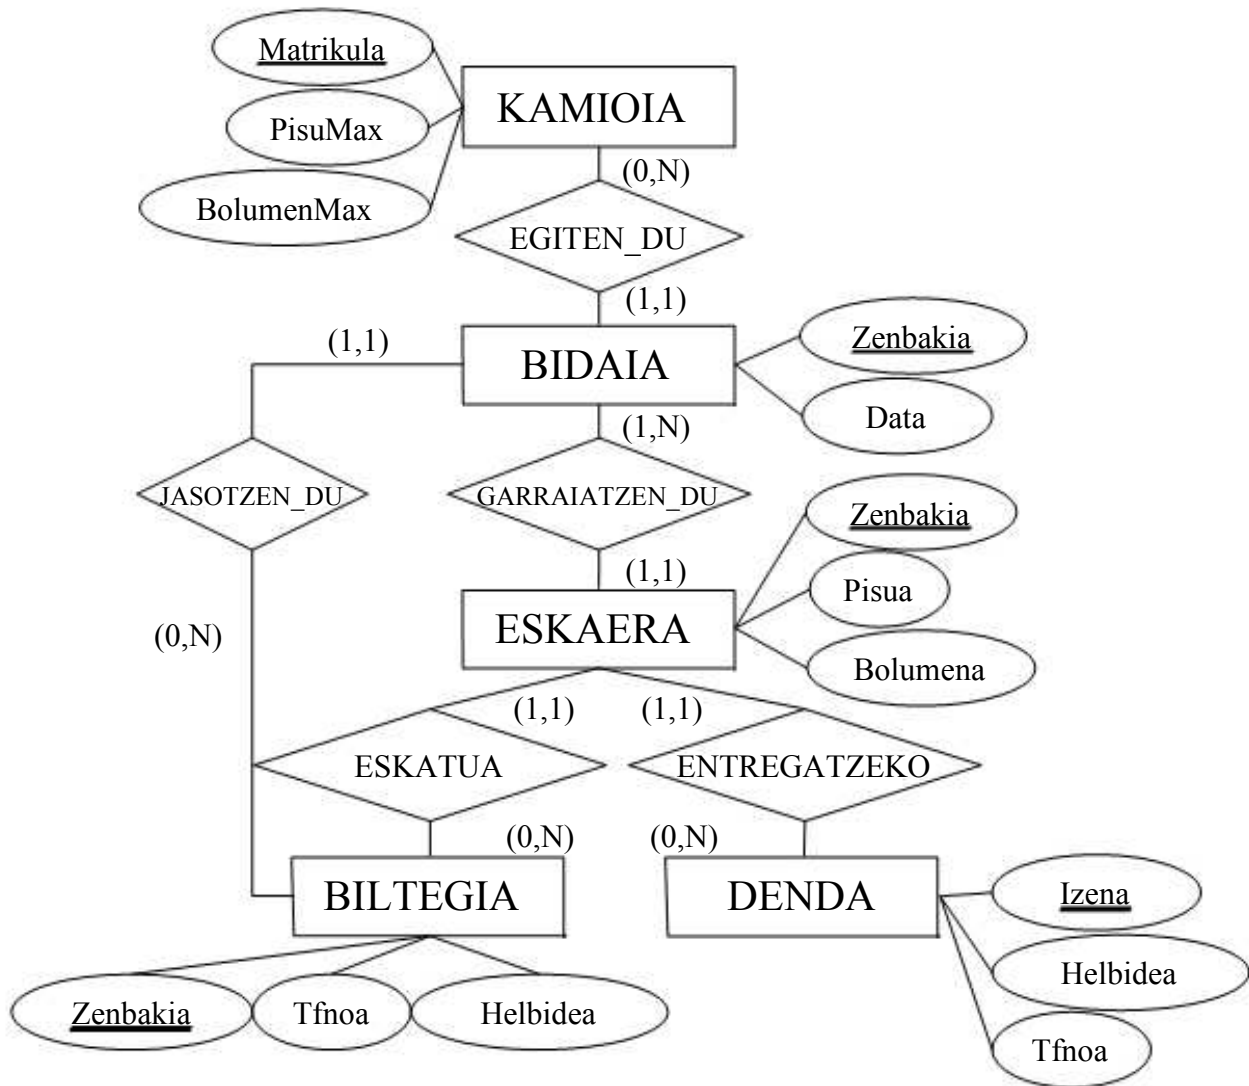 Matrikula
KAMIOIA
PisuMax
(0,N)
BolumenMax
EGITEN_DU
(1,1)
(1,1)
Zenbakia
BIDAIA
Data
(1,N)
JASOTZEN_DU
GARRAIATZEN_DU
Zenbakia
(1,1)
Pisua
(0,N)
ESKAERA
Bolumena
(1,1)
(1,1)
ESKATUA
ENTREGATZEKO
(0,N)
(0,N)
BILTEGIA
DENDA
Izena
Helbidea
Zenbakia
Tfnoa
Helbidea
Tfnoa